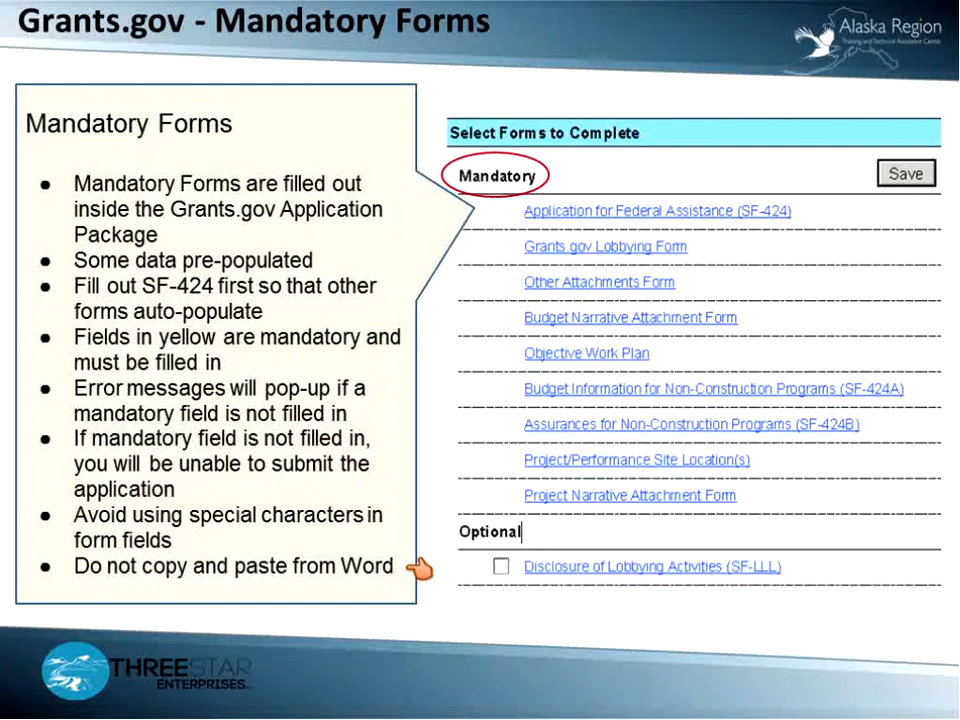 Grants.gov - Mandatory Forms
Alaska Region
Training and Technical Assistance Center
Mandatory Forms
● Mandatory Forms are filled out
inside the Grants.gov Application
Package
● Some data pre-populated
● Fill out SF-424 first so that other
forms auto-populate
● Fields in yellow are mandatory and
must be filled in
● Error messages will pop-up if a
mandatory field is not filled in
● If mandatory field is not filled in,
you will be unable to submit the
application
● Avoid using special characters in
form fields
● Do not copy and paste from Word
Select Forms to Complete
Mandatory
Save
Application for Federal Assistance (SF-424)
Grants.gov Lobbying Form
Other Attachments Form
Budget Narrative Attachment Form
Objective Work Plan
Budget Information for Non-Construction Programs (SF-424A)
Assurances for Non-Construction Programs (SF-424B)
Project/Performance Site Location(s)
Project Narrative Attachment Form
Optional
Disclosure of Lobbying Activities (SF-LLL)
THREESTAR
ENTERPRISES